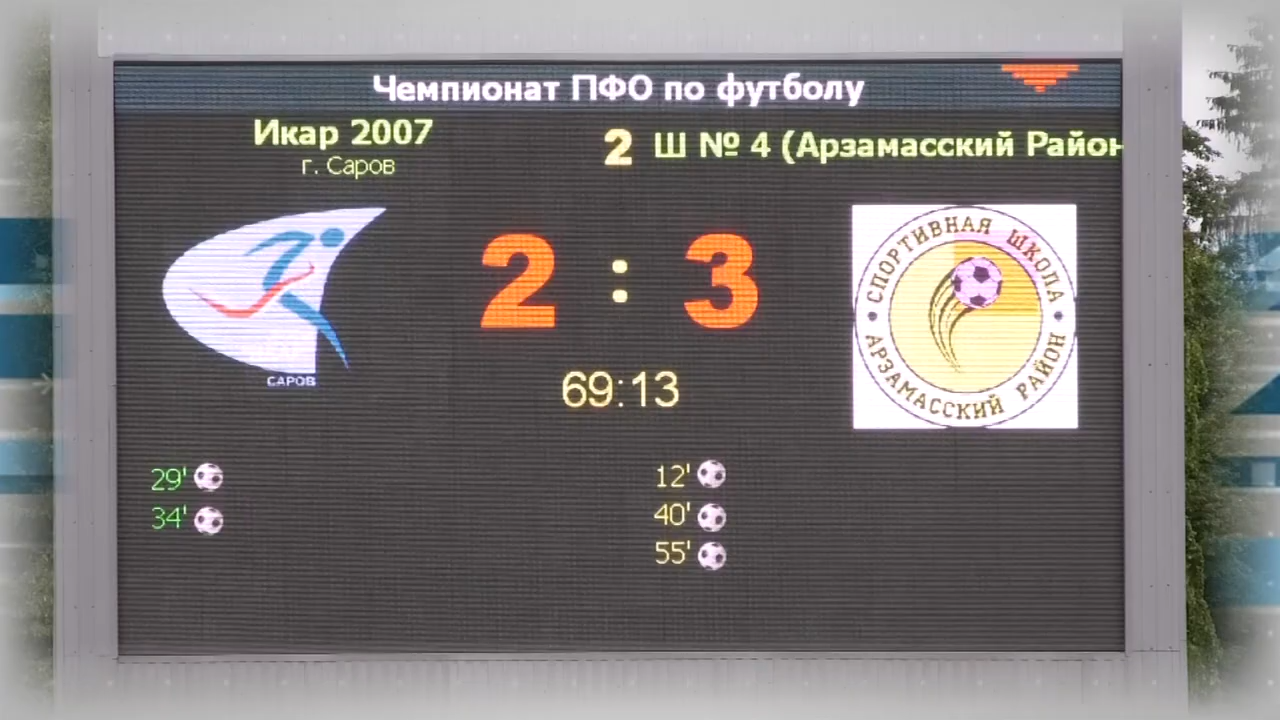 Чемпионат ПФО по футболу
Икар 2007
г. Саров
2 Ш № 4 (Арзамасский Район
2 : 3
69:13
САРОВ
СПОРТИВНАЯ ШКОЛА
АРЗАМАССКИЙ РАЙОН
29' 12'
34' 40'
55'